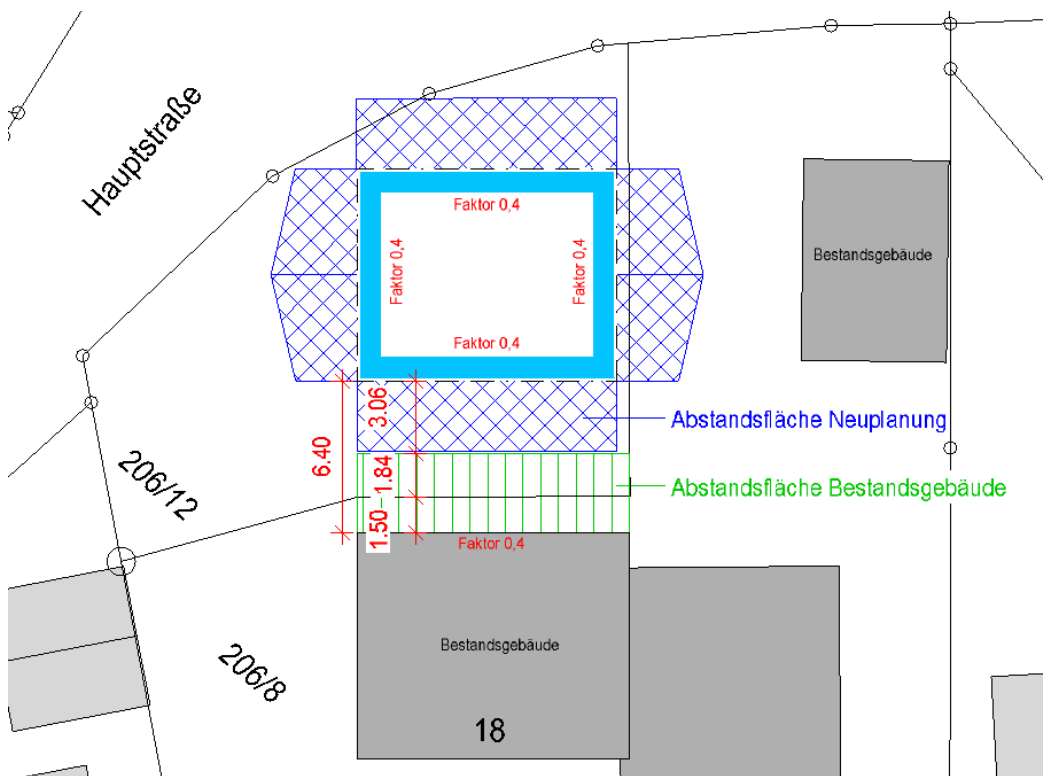 Hauptstraße
Faktor 0,4
Faktor 0,4
Faktor 0,4
Faktor 0,4
Bestandsgebäude
3.06
6.40
1.84
1.50
Abstandsfläche Neuplanung
Abstandsfläche Bestandsgebäude
206/12
Faktor 0,4
Bestandsgebäude
206/8
18